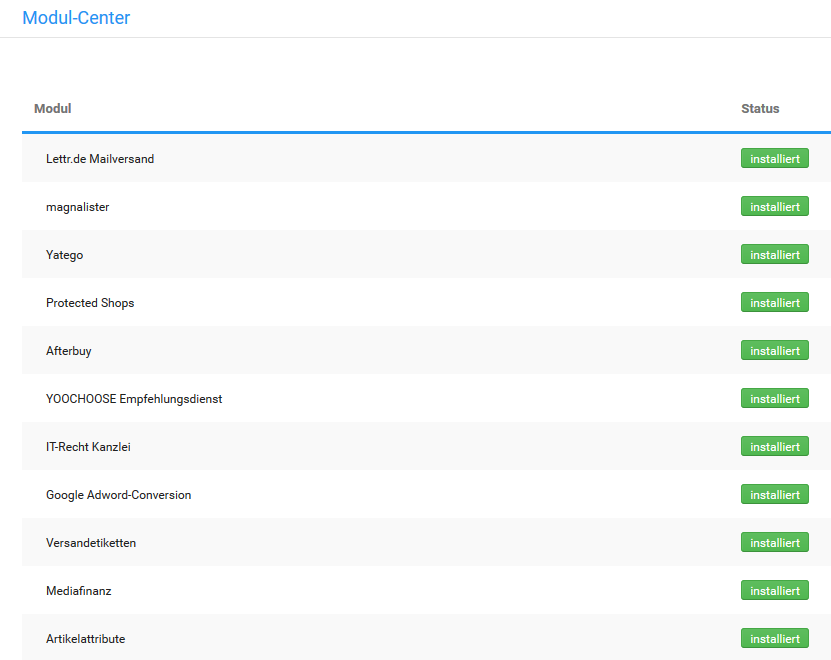 Modul-Center
Modul Status
Lettr.de Mailversand installiert
magnalister installiert
Yatego installiert
Protected Shops installiert
Afterbuy installiert
YOOCHOOSE Empfehlungsdienst installiert
IT-Recht Kanzlei installiert
Google Adword-Conversion installiert
Versandetiketten installiert
Mediafinanz installiert
Artikelattribute installiert